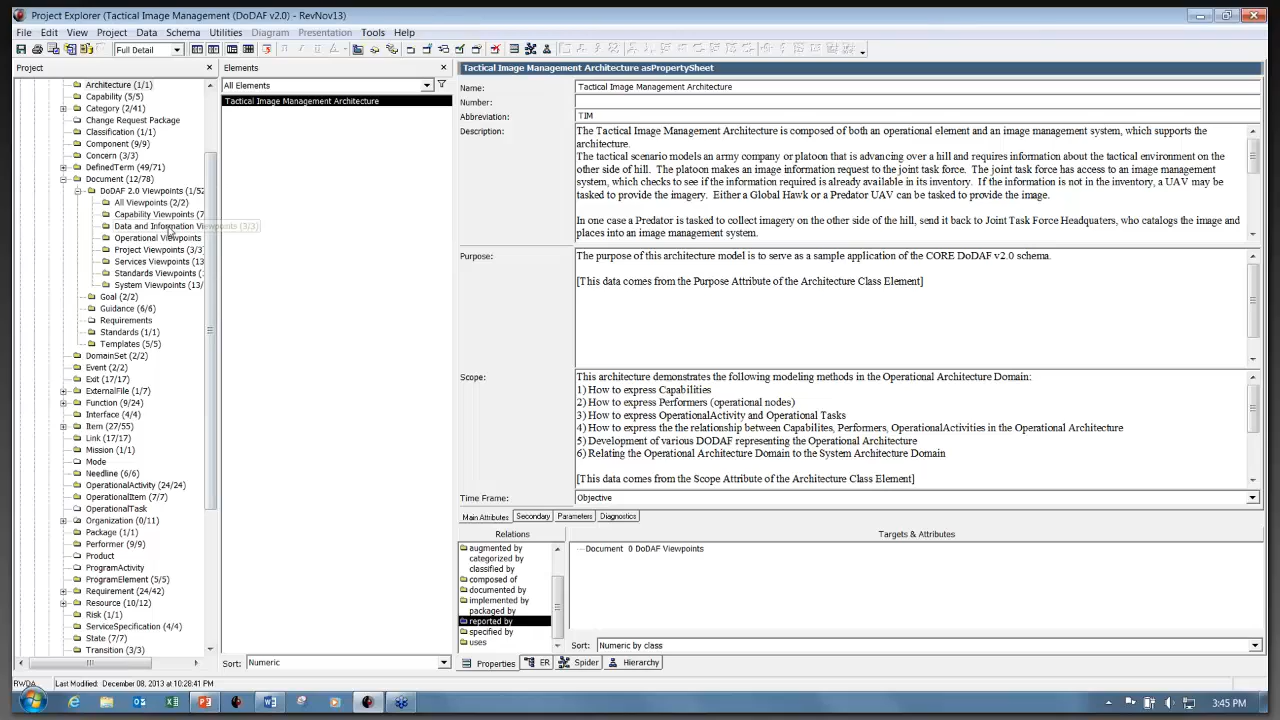 Project Explorer (Tactical Image Management (DoDAF v2.0) - RevNov13)
File Edit View Project Data Schema Utilities Diagram Presentation Tools Help
Full Detail
Project
Architecture (1/1)
Capability (5/5)
Category (2/41)
Change Request Package
Classification (1/1)
Component (9/9)
Concern (3/3)
DefinedTerm (49/71)
Document (12/78)
DoDAF 2.0 Viewpoints (1/52
All Viewpoints (2/2)
Capability Viewpoints (7
Data and Information Viewpoints (3/3)
Operational Viewpoints
Project Viewpoints (3/3
Services Viewpoints (13
Standards Viewpoints (
System Viewpoints (13/
Goal (2/2)
Guidance (6/6)
Requirements
Standards (1/1)
Templates (5/5)
DomainSet (2/2)
Event (2/2)
Exit (17/17)
ExternalFile (1/7)
Function (9/24)
Interface (4/4)
Item (27/55)
Link (17/17)
Mission (1/1)
Mode
Needline (6/6)
OperationalActivity (24/24)
OperationalItem (7/7)
OperationalTask
Organization (0/11)
Package (1/1)
Performer (9/9)
Product
ProgramActivity
ProgramElement (5/5)
Requirement (24/42)
Resource (10/12)
Risk (1/1)
ServiceSpecification (4/4)
State (7/7)
Transition (3/3)
Elements
All Elements
Tactical Image Management Architecture
Sort: Numeric
Tactical Image Management Architecture asPropertySheet
Name: Tactical Image Management Architecture
Number:
Abbreviation: TIM
Description: The Tactical Image Management Architecture is composed of both an operational element and an image management system, which supports the
architecture.
The tactical scenario models an army company or platoon that is advancing over a hill and requires information about the tactical environment on the
other side of hill. The platoon makes an image information request to the joint task force. The joint task force has access to an image management
system, which checks to see if the information required is already available in its inventory. If the information is not in the inventory, a UAV may be
tasked to provide the imagery. Either a Global Hawk or a Predator UAV can be tasked to provide the image.
In one case a Predator is tasked to collect imagery on the other side of the hill, send it back to Joint Task Force Headquaters, who catalogs the image and
places into an image management system.
Purpose: The purpose of this architecture model is to serve as a sample application of the CORE DoDAF v2.0 schema.
[This data comes from the Purpose Attribute of the Architecture Class Element]
Scope: This architecture demonstrates the following modeling methods in the Operational Architecture Domain:
1) How to express Capabilities
2) How to express Performers (operational nodes)
3) How to express OperationalActivity and Operational Tasks
4) How to express the the relationship between Capabilites, Performers, OperationalActivities in the Operational Architecture
5) Development of various DODAF representing the Operational Architecture
6) Relating the Operational Architecture Domain to the System Architecture Domain
[This data comes from the Scope Attribute of the Architecture Class Element]
Time Frame: Objective
Main Attributes Secondary Parameters Diagnostics
Relations Targets & Attributes
augmented by
categorized by
classified by
composed of
documented by
implemented by
packaged by
reported by
specified by
uses
Document 0 DoDAF Viewpoints
Sort: Numeric by class
Properties ER Spider Hierarchy
RWDA Last Modified: December 08, 2013 at 10:28:41 PM
3:45 PM